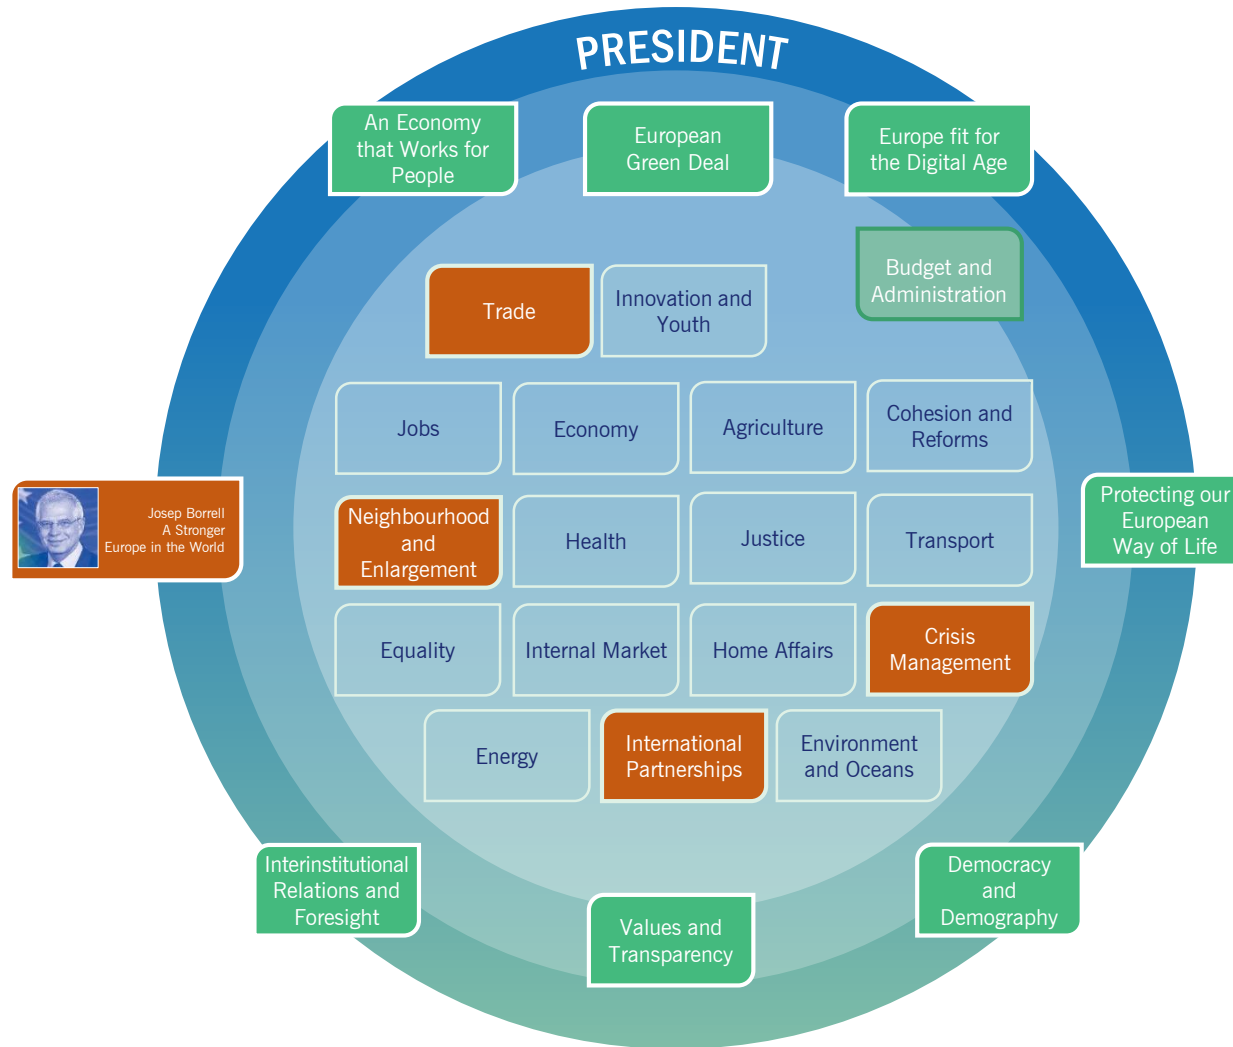 PRESIDENT
An Economy
that Works for
People
European
Green Deal
Europe fit for
the Digital Age
Budget and
Administration
Trade
Innovation and
Youth
Jobs
Economy
Agriculture
Cohesion and
Reforms
Josep Borrell
A Stronger
Europe in the World
Neighbourhood
and
Enlargement
Health
Justice
Transport
Protecting our
European
Way of Life
Equality
Internal Market
Home Affairs
Crisis
Management
Energy
International
Partnerships
Environment
and Oceans
Interinstitutional
Relations and
Foresight
Values and
Transparency
Democracy
and
Demography